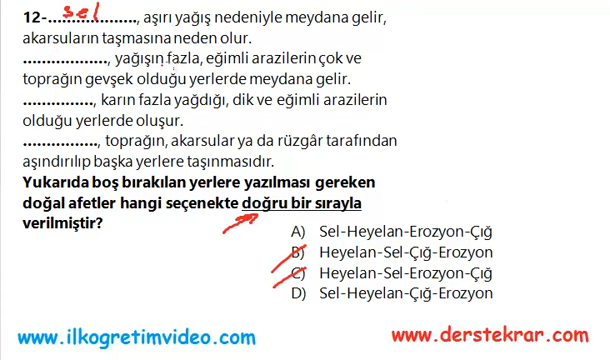 12-...sel..............., aşırı yağış nedeniyle meydana gelir,
akarsuların taşmasına neden olur.
..................., yağışın fazla, eğimli arazilerin çok ve
toprağın gevşek olduğu yerlerde meydana gelir.
................, karın fazla yağdığı, dik ve eğimli arazilerin
olduğu yerlerde oluşur.
................., toprağın, akarsular ya da rüzgâr tarafından
aşındırılıp başka yerlere taşınmasıdır.
Yukarıda boş bırakılan yerlere yazılması gereken
doğal afetler hangi seçenekte doğru bir sırayla
verilmiştir?
A) Sel-Heyelan-Erozyon-Çığ
B) Heyelan-Sel-Çığ-Erozyon
C) Heyelan-Sel-Erozyon-Çığ
D) Sel-Heyelan-Çığ-Erozyon
www.ilkogretimvideo.com
www.derstekrar.com